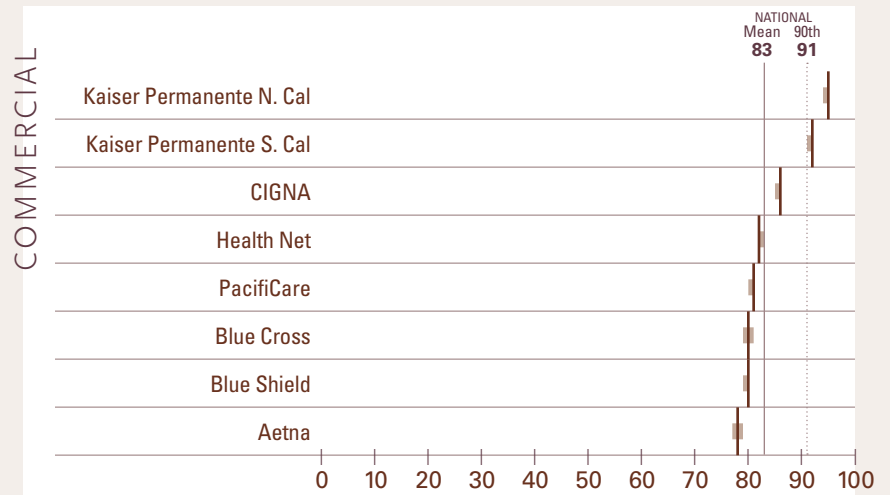 NATIONAL
Mean 90th
83 91
COMMERCIAL
Kaiser Permanente N. Cal
Kaiser Permanente S. Cal
CIGNA
Health Net
PacifiCare
Blue Cross
Blue Shield
Aetna
0 10 20 30 40 50 60 70 80 90 100